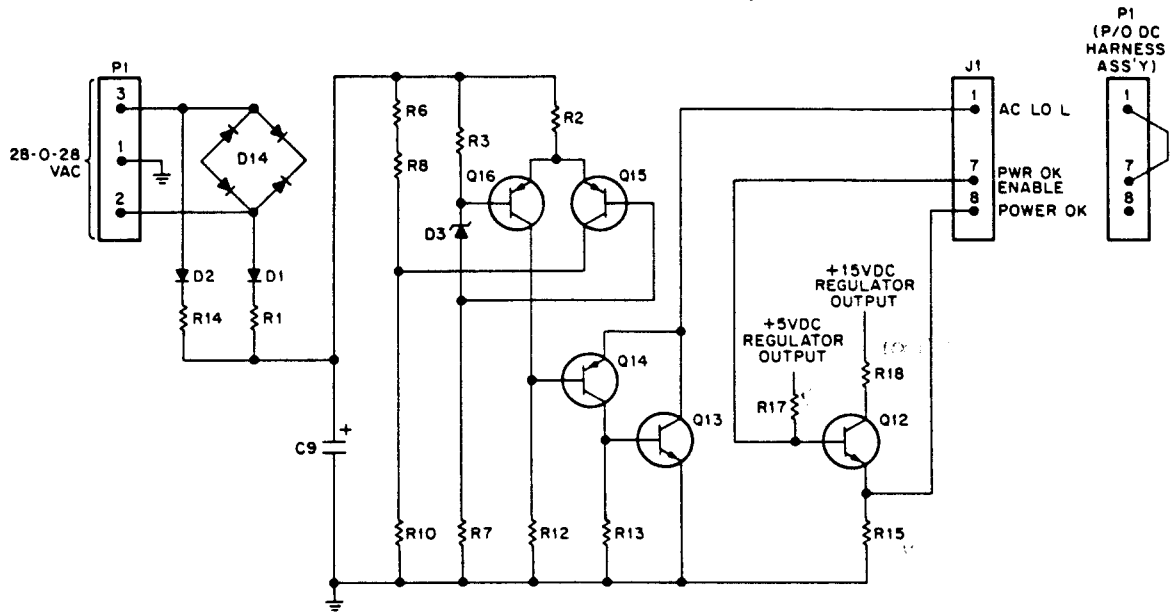 P1
(P/O DC
HARNESS
ASS'Y)
P1
J1
3
R6
R3
R2
1
AC LO L
1
28-0-28
VAC
1
D14
R8
Q16
Q15
7
PWR OK
ENABLE
7
2
8
POWER OK
8
D3
D2
D1
+15VDC
REGULATOR
OUTPUT
R14
R1
+5VDC
REGULATOR
OUTPUT
Q14
R18
R17
Q13
Q12
+
C9
R10
R7
R12
R13
R15